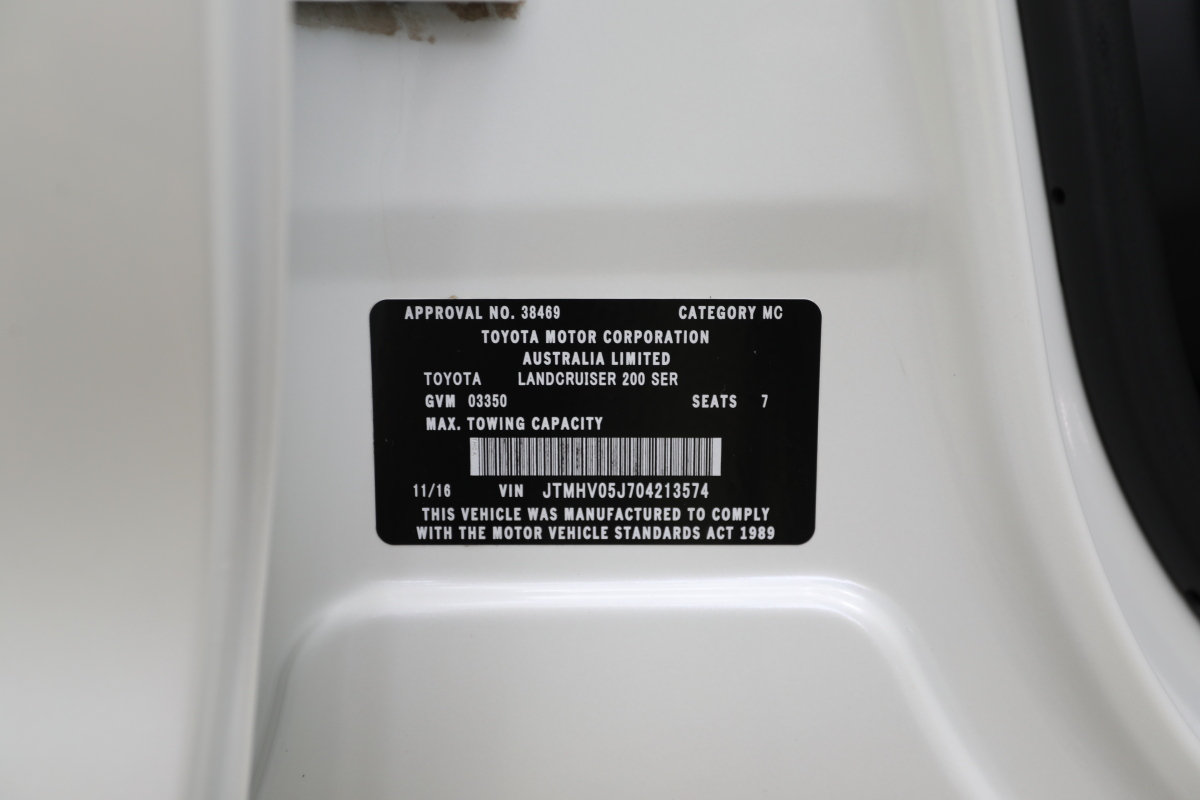 APPROVAL NO. 38469 CATEGORY MC
TOYOTA MOTOR CORPORATION
AUSTRALIA LIMITED
TOYOTA LANDCRUISER 200 SER
GVM 03350 SEATS 7
MAX. TOWING CAPACITY
11/16 VIN JTMHV05J704213574
THIS VEHICLE WAS MANUFACTURED TO COMPLY
WITH THE MOTOR VEHICLE STANDARDS ACT 1989